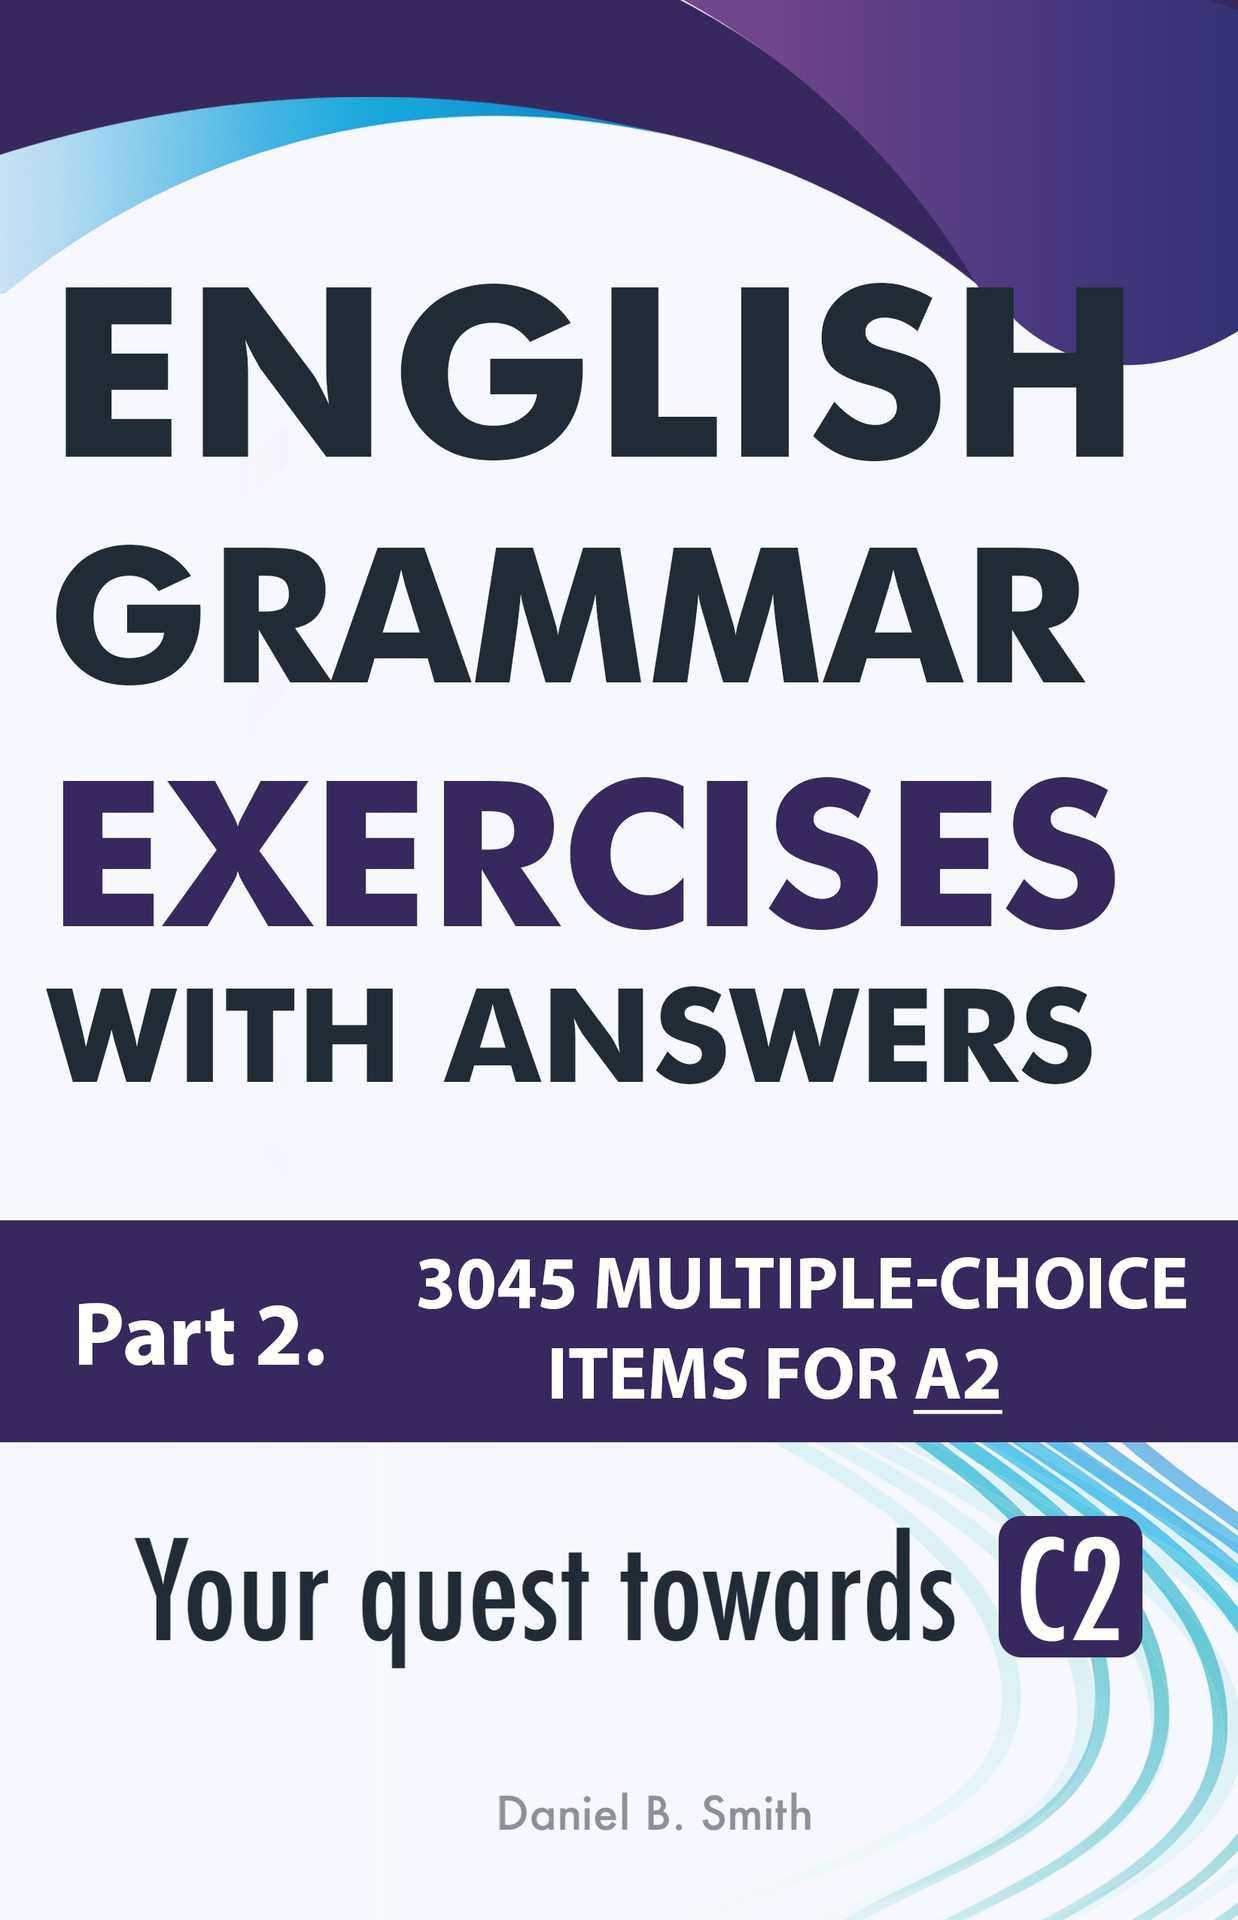 ENGLISH
GRAMMAR
EXERCISES
WITH ANSWERS
Part 2.
3045 MULTIPLE-CHOICE
ITEMS FOR A2
Your quest towards C2
Daniel B. Smith